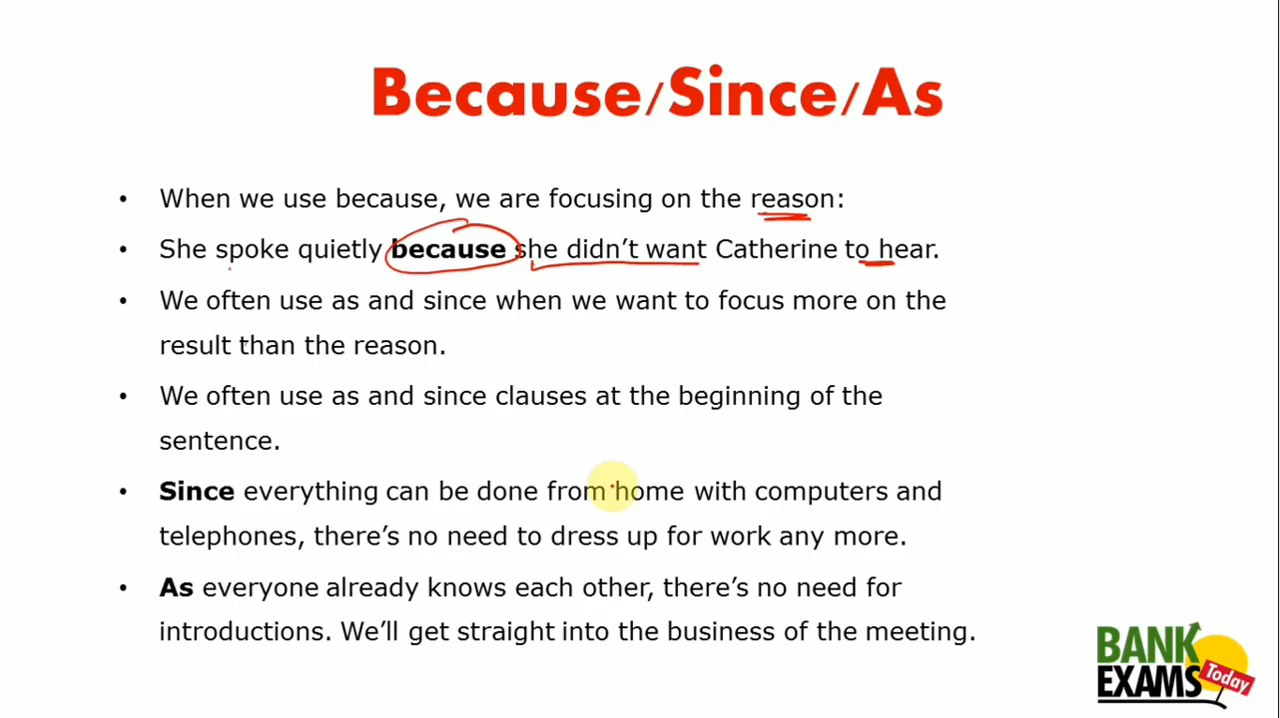 Because/Since/As
• When we use because, we are focusing on the reason:
• She spoke quietly because she didn’t want Catherine to hear.
• We often use as and since when we want to focus more on the
result than the reason.
• We often use as and since clauses at the beginning of the
sentence.
• Since everything can be done from home with computers and
telephones, there’s no need to dress up for work any more.
• As everyone already knows each other, there’s no need for
introductions. We’ll get straight into the business of the meeting.
BANK
EXAMS Today